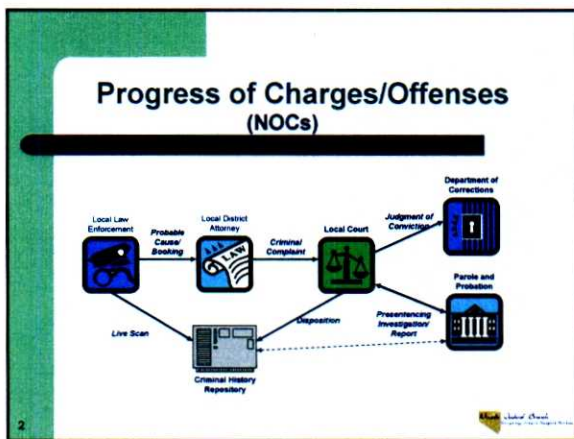 Progress of Charges/Offenses
(NOCs)
Local Law
Enforcement
Probable
Cause/
Booking
Local District
Attorney
LAW
Criminal
Complaint
Local Court
Judgment of
Conviction
Department of
Corrections
Live Scan
Disposition
Presentencing
Investigation/
Report
Parole and
Probation
Criminal History
Repository
2